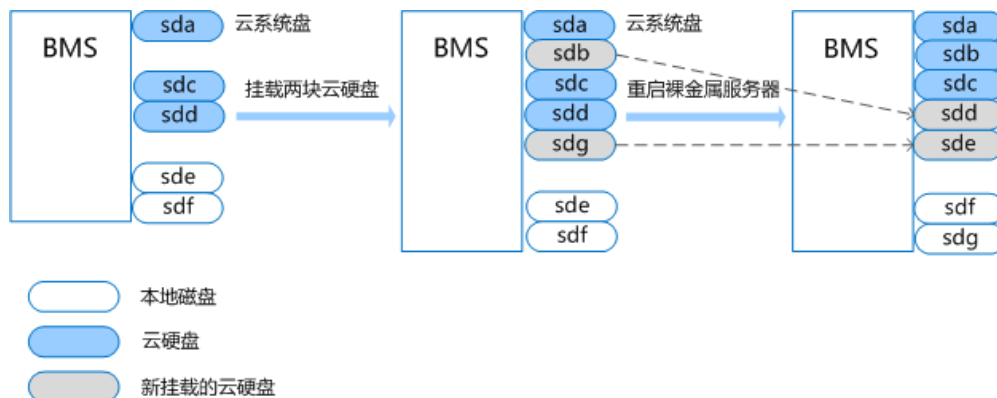 BMS
sda
云系统盘
sdc
sdd
sde
sdf
挂载两块云硬盘
BMS
sda
云系统盘
sdb
sdc
sdd
sdg
sde
sdf
重启裸金属服务器
BMS
sda
sdb
sdc
sdd
sde
sdf
sdg
本地磁盘
云硬盘
新挂载的云硬盘